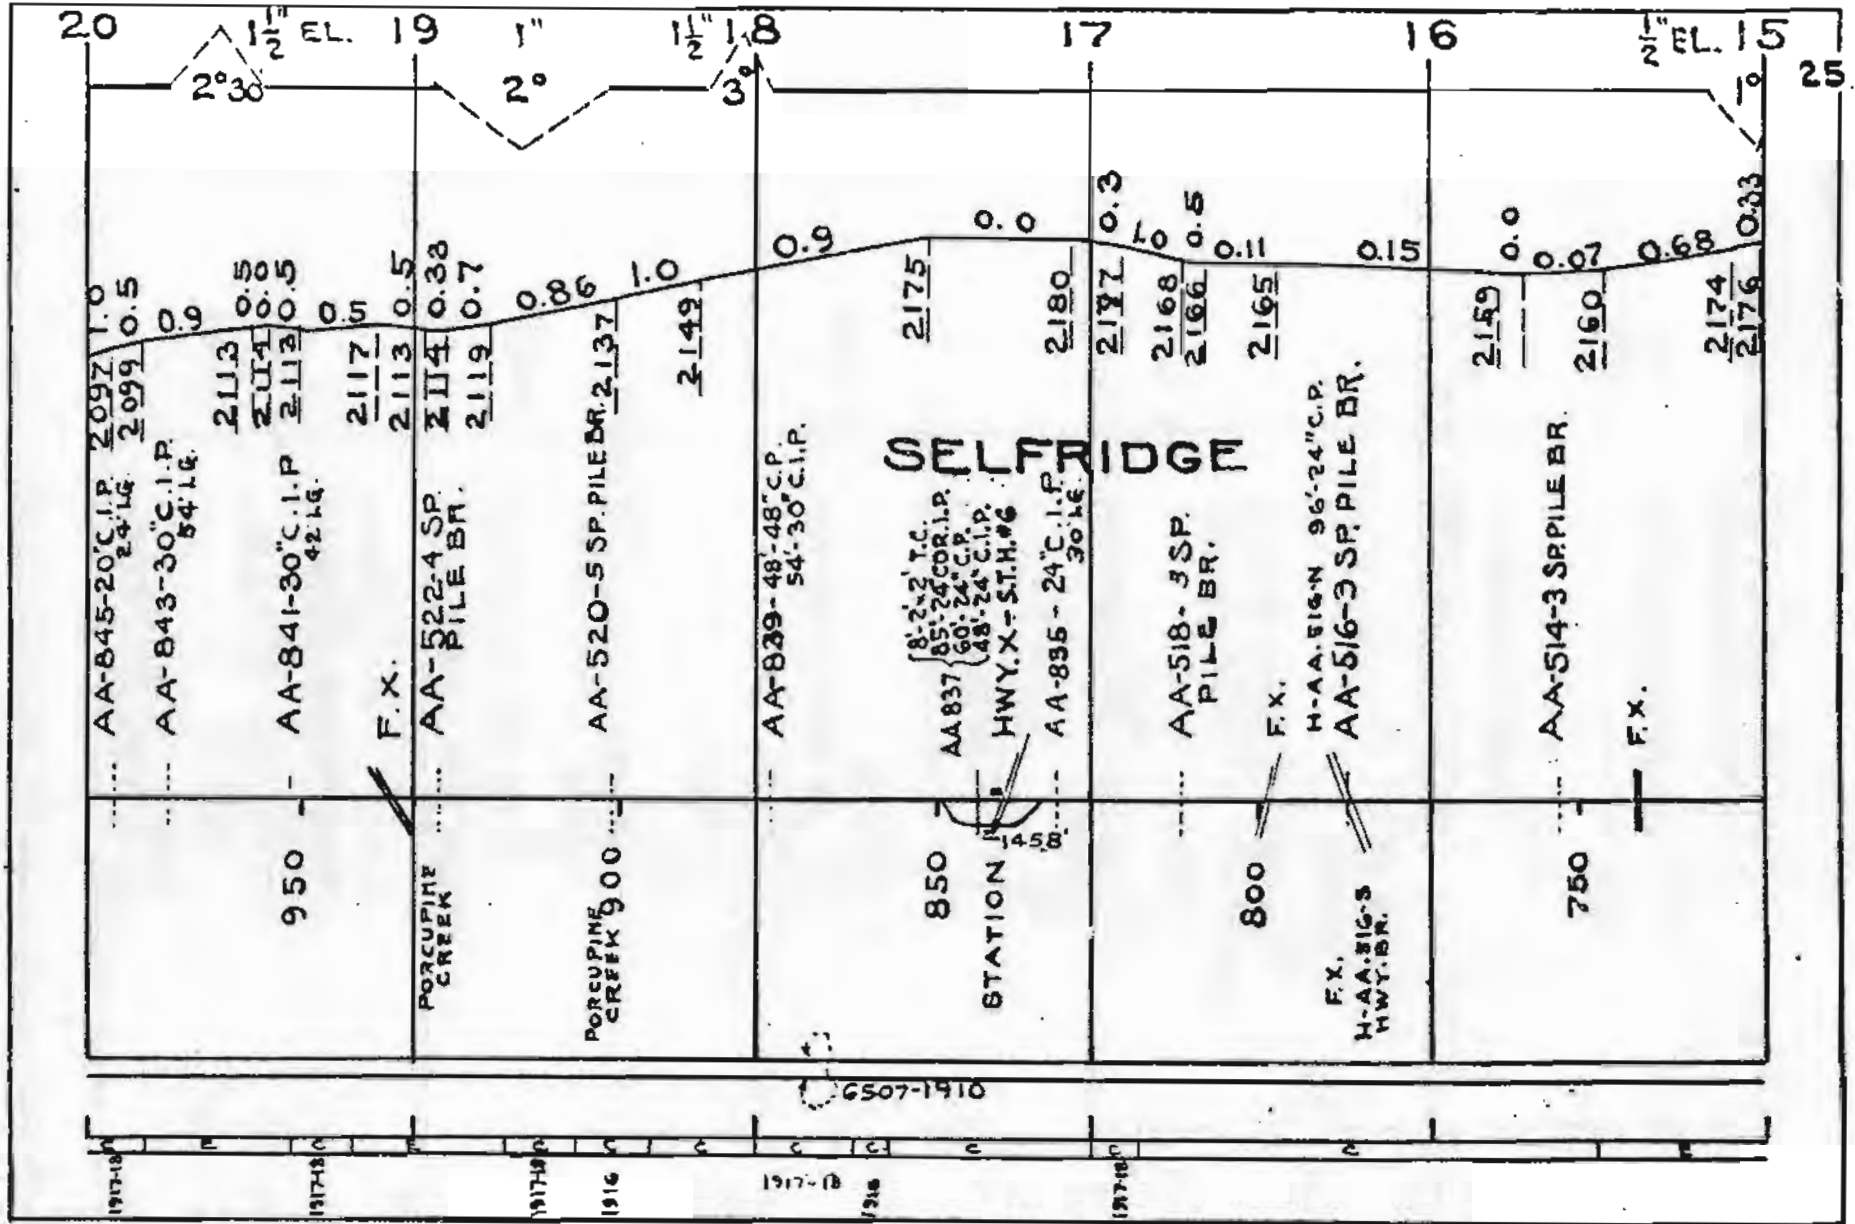 20 1½" EL. 19 1" 1½" 18 17 16 ½" EL. 15
25
2°30 2° 3° 1°
1.0
0.5
0.9
0.5
0.0
0.5
0.5
0.5
0.33
0.7
0.86
1.0
0.9
0.0
0.3
1.0
0.5
0.11
0.15
0.0
0.07
0.68
0.33
2097
2099
2113
2114
2113
2117
2113
2114
2119
2137
2149
2175
2180
2168
2166
2165
2159
2160
2174
2176
SELFRIDGE
AA-845-20"C.I.P.
24'LG.
AA-843-30"C.I.P.
54'LG.
AA-841-30"C.I.P
42'LG.
F.X.
AA-522-4 SP.
PILE BR.
AA-520-5 SP. PILE BR.
AA-839-48'-48"C.P.
54'-30"C.I.P.
AA837
8'-2'x2' T.C.
85'-24"COR.I.P.
60'-24"C.P.
48'-24"C.I.P.
HWY.X-S.T.H.#6
AA-835-24"C.I.P.
30'LG.
AA-518-3 SP.
PILE BR.
F.X.
H-AA.516-N 96'-24"C.P.
AA-516-3 SP. PILE BR.
AA-514-3 SP. PILE BR.
F.X.
1458'
950
PORCUPINE
CREEK
PORCUPINE
CREEK
900
850
STATION
800
F.X.
H-AA.516-S
HWY.BR.
750
6507-1910
C C C C C C C C C
1917-18
1917-18
1917-18
1916
1917-18
1916
1917-18